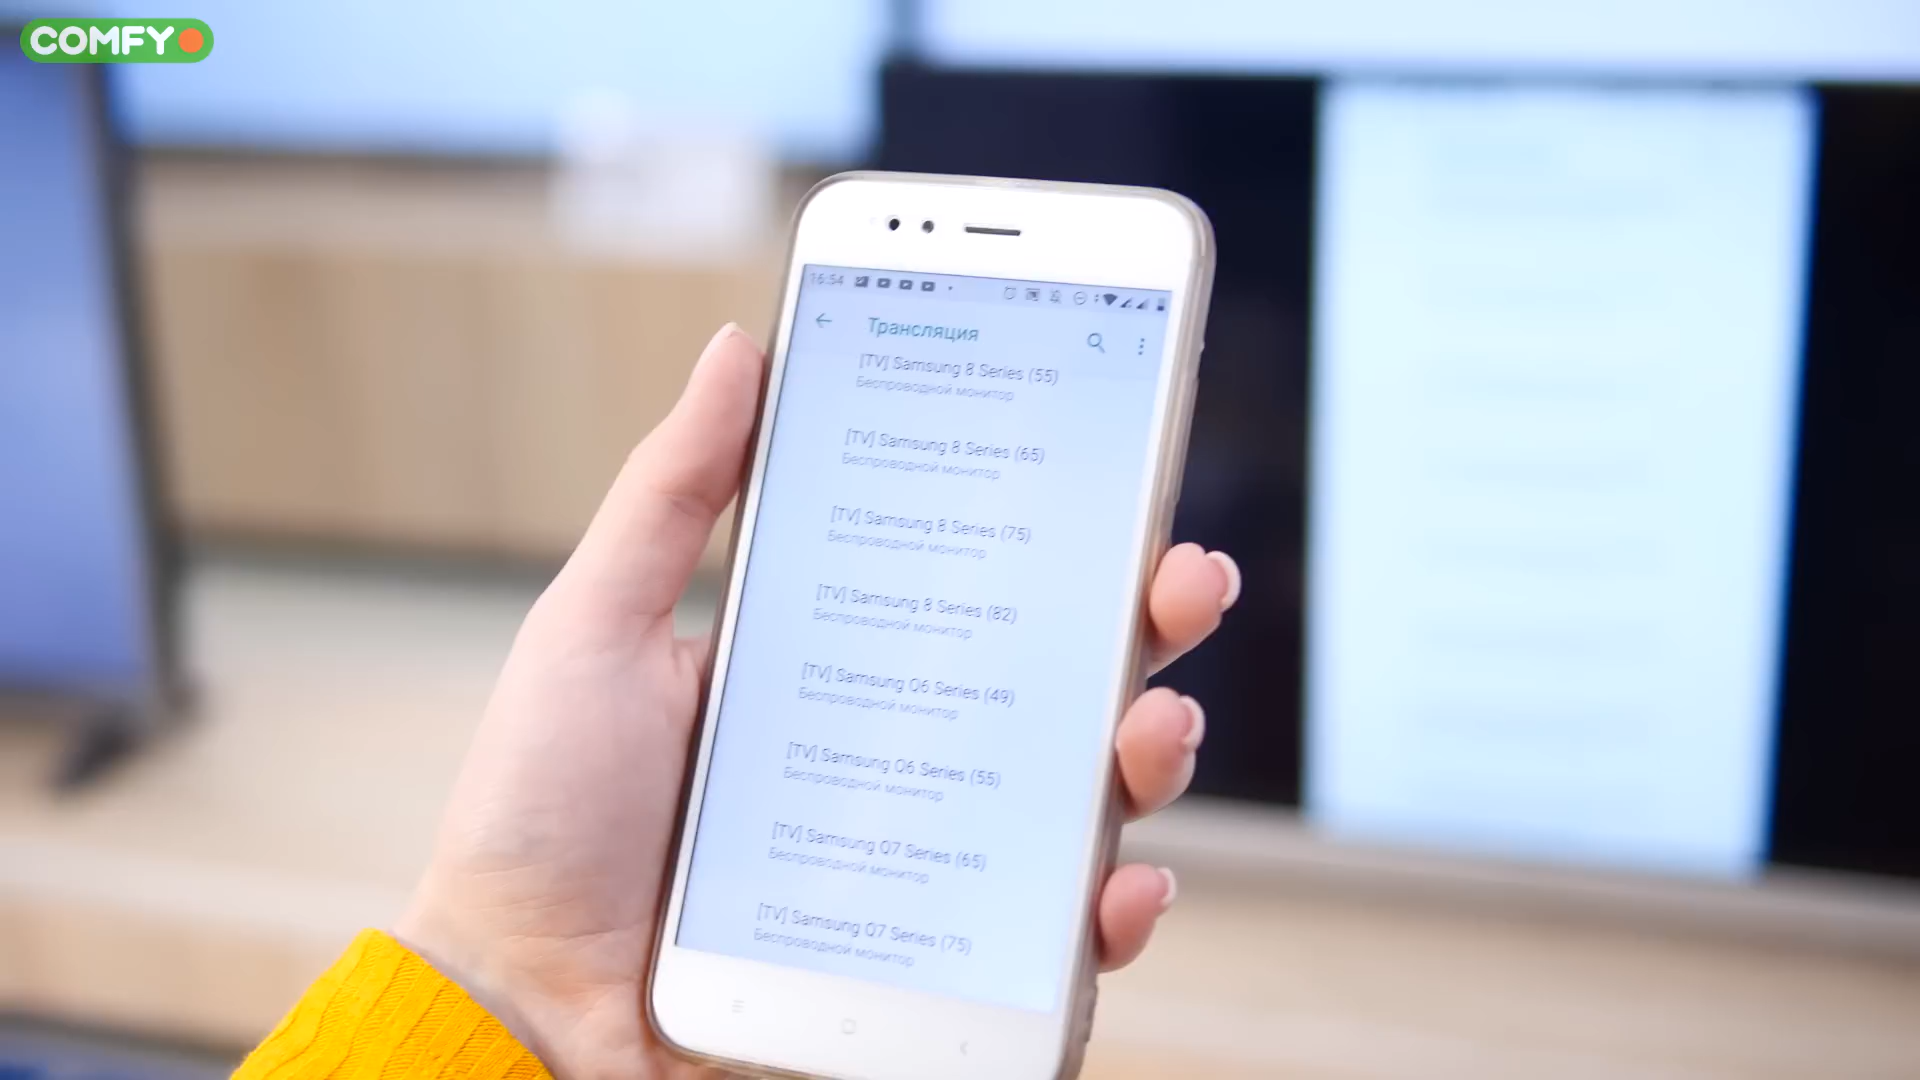 COMFY
16:54
Трансляция
[TV] Samsung 8 Series (55)
Беспроводной монитор
[TV] Samsung 8 Series (65)
Беспроводной монитор
[TV] Samsung 8 Series (75)
Беспроводной монитор
[TV] Samsung 8 Series (82)
Беспроводной монитор
[TV] Samsung Q6 Series (49)
Беспроводной монитор
[TV] Samsung Q6 Series (55)
Беспроводной монитор
[TV] Samsung Q7 Series (65)
Беспроводной монитор
[TV] Samsung Q7 Series (75)
Беспроводной монитор